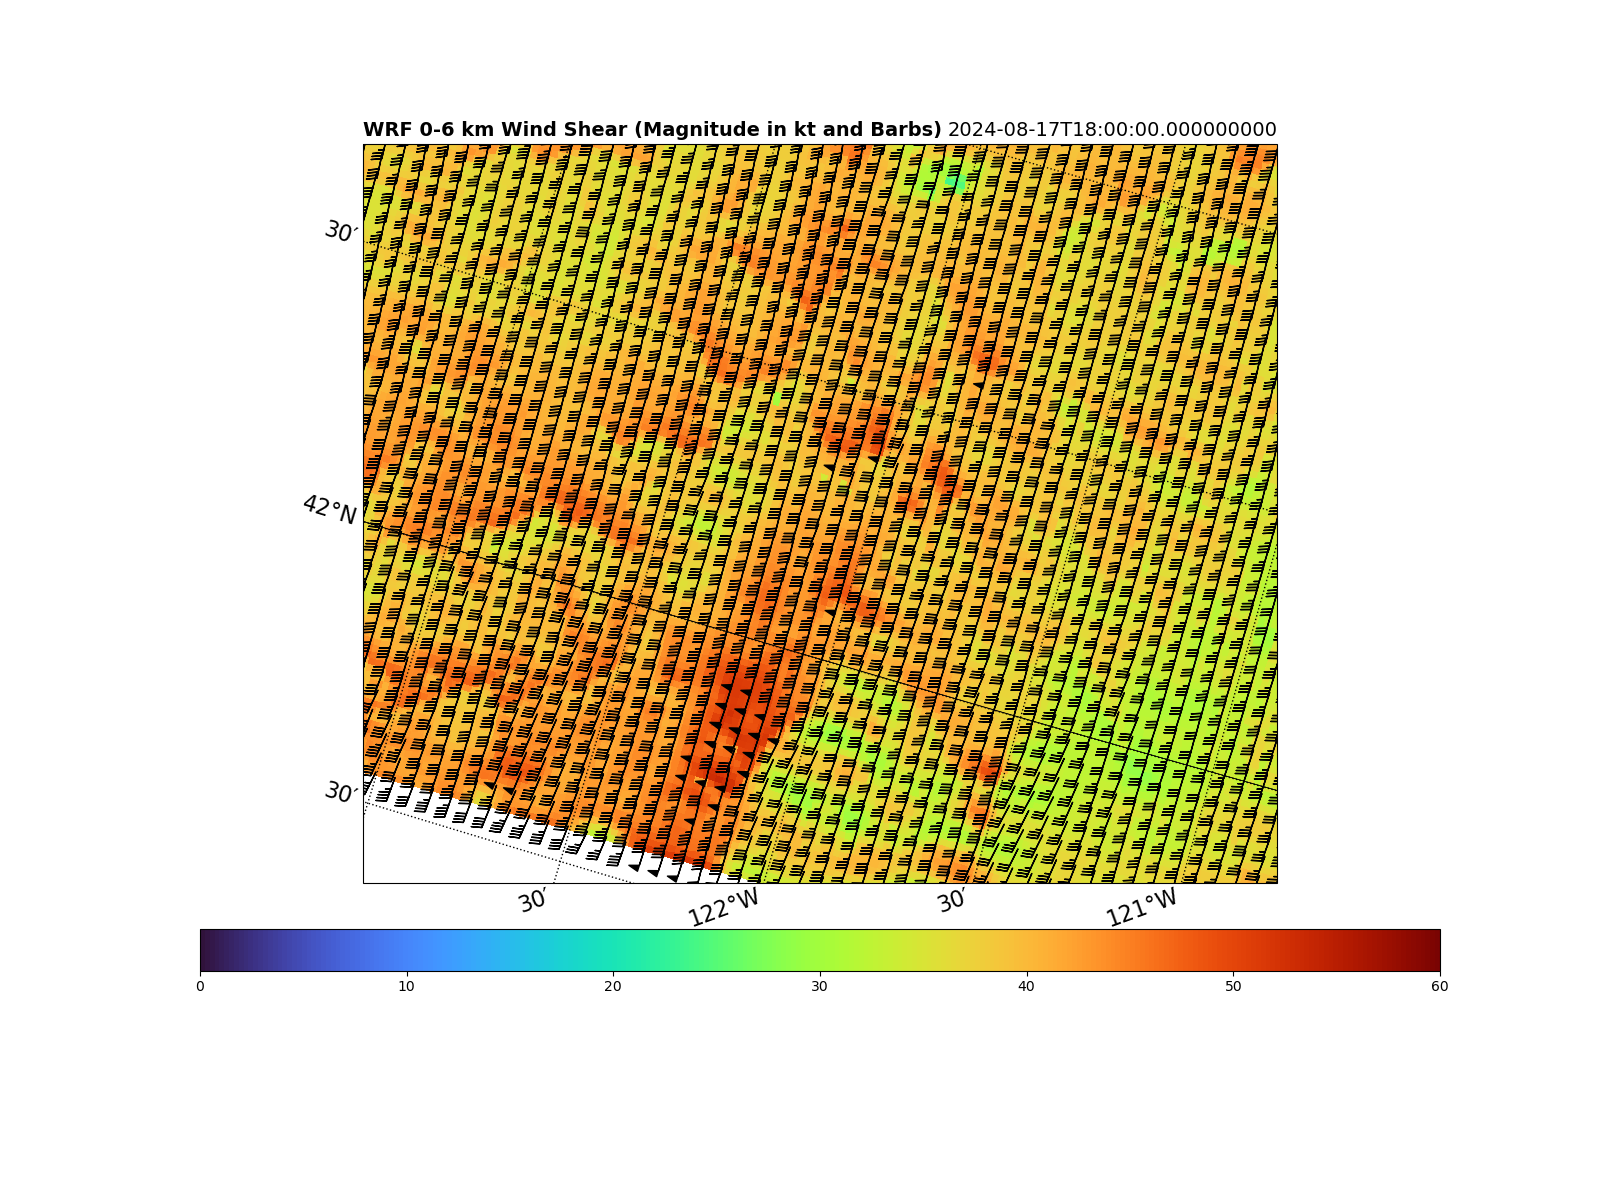 WRF 0-6 km Wind Shear (Magnitude in kt and Barbs) 2024-08-17T18:00:00.000000000
30′
42°N
30′
30′ 122°W 30′ 121°W
0 10 20 30 40 50 60